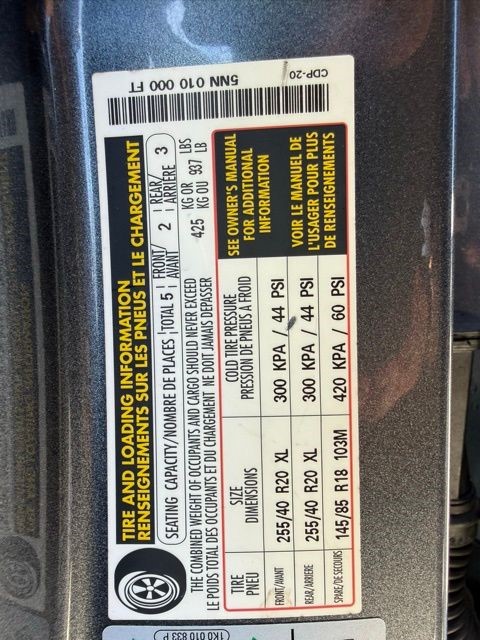 TIRE AND LOADING INFORMATION
RENSEIGNEMENTS SUR LES PNEUS ET LE CHARGEMENT
SEATING CAPACITY/NOMBRE DE PLACES TOTAL 5 FRONT/AVANT 2 REAR/ARRIÈRE 3
THE COMBINED WEIGHT OF OCCUPANTS AND CARGO SHOULD NEVER EXCEED 425 KG OR 937 LBS
LE POIDS TOTAL DES OCCUPANTS ET DU CHARGEMENT NE DOIT JAMAIS DÉPASSER KG OU LB
TIRE PNEU SIZE DIMENSIONS COLD TIRE PRESSURE PRESSION DE PNEUS A FROID
FRONT/AVANT 255/40 R20 XL 300 KPA / 44 PSI
REAR/ARRIERE 255/40 R20 XL 300 KPA / 44 PSI
SPARE/DE SECOURS 145/85 R18 103M 420 KPA / 60 PSI
SEE OWNER'S MANUAL
FOR ADDITIONAL
INFORMATION
VOIR LE MANUEL DE
L'USAGER POUR PLUS
DE RENSEIGNEMENTS
5NN 010 000 FT
CDP-20
1K0 010 833 P